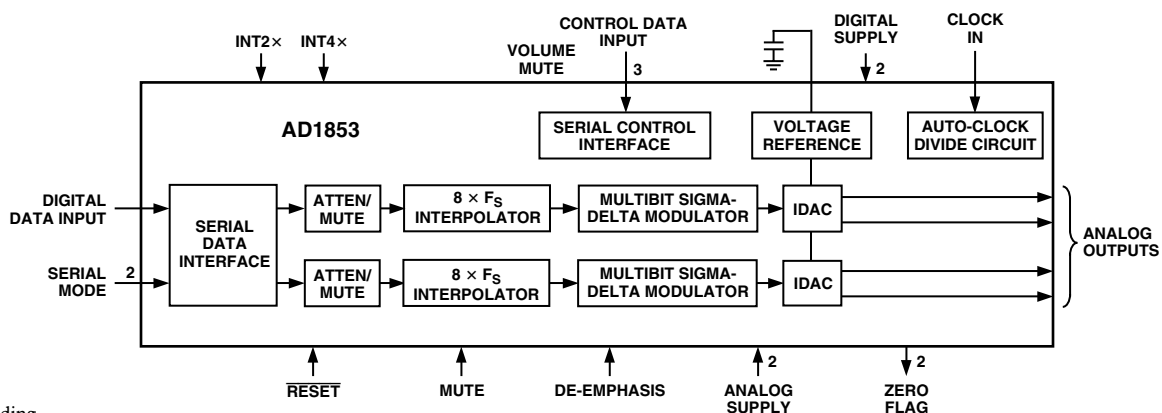 CONTROL DATA
INPUT
DIGITAL
SUPPLY
CLOCK
IN
INT2×
INT4×
VOLUME
MUTE
3
2
AD1853
SERIAL CONTROL
INTERFACE
VOLTAGE
REFERENCE
AUTO-CLOCK
DIVIDE CIRCUIT
DIGITAL
DATA INPUT
SERIAL
MODE
2
SERIAL
DATA
INTERFACE
ATTEN/
MUTE
8 × FS
INTERPOLATOR
MULTIBIT SIGMA-
DELTA MODULATOR
IDAC
ATTEN/
MUTE
8 × FS
INTERPOLATOR
MULTIBIT SIGMA-
DELTA MODULATOR
IDAC
ANALOG
OUTPUTS
RESET
MUTE
DE-EMPHASIS
2
ANALOG
SUPPLY
2
ZERO
FLAG